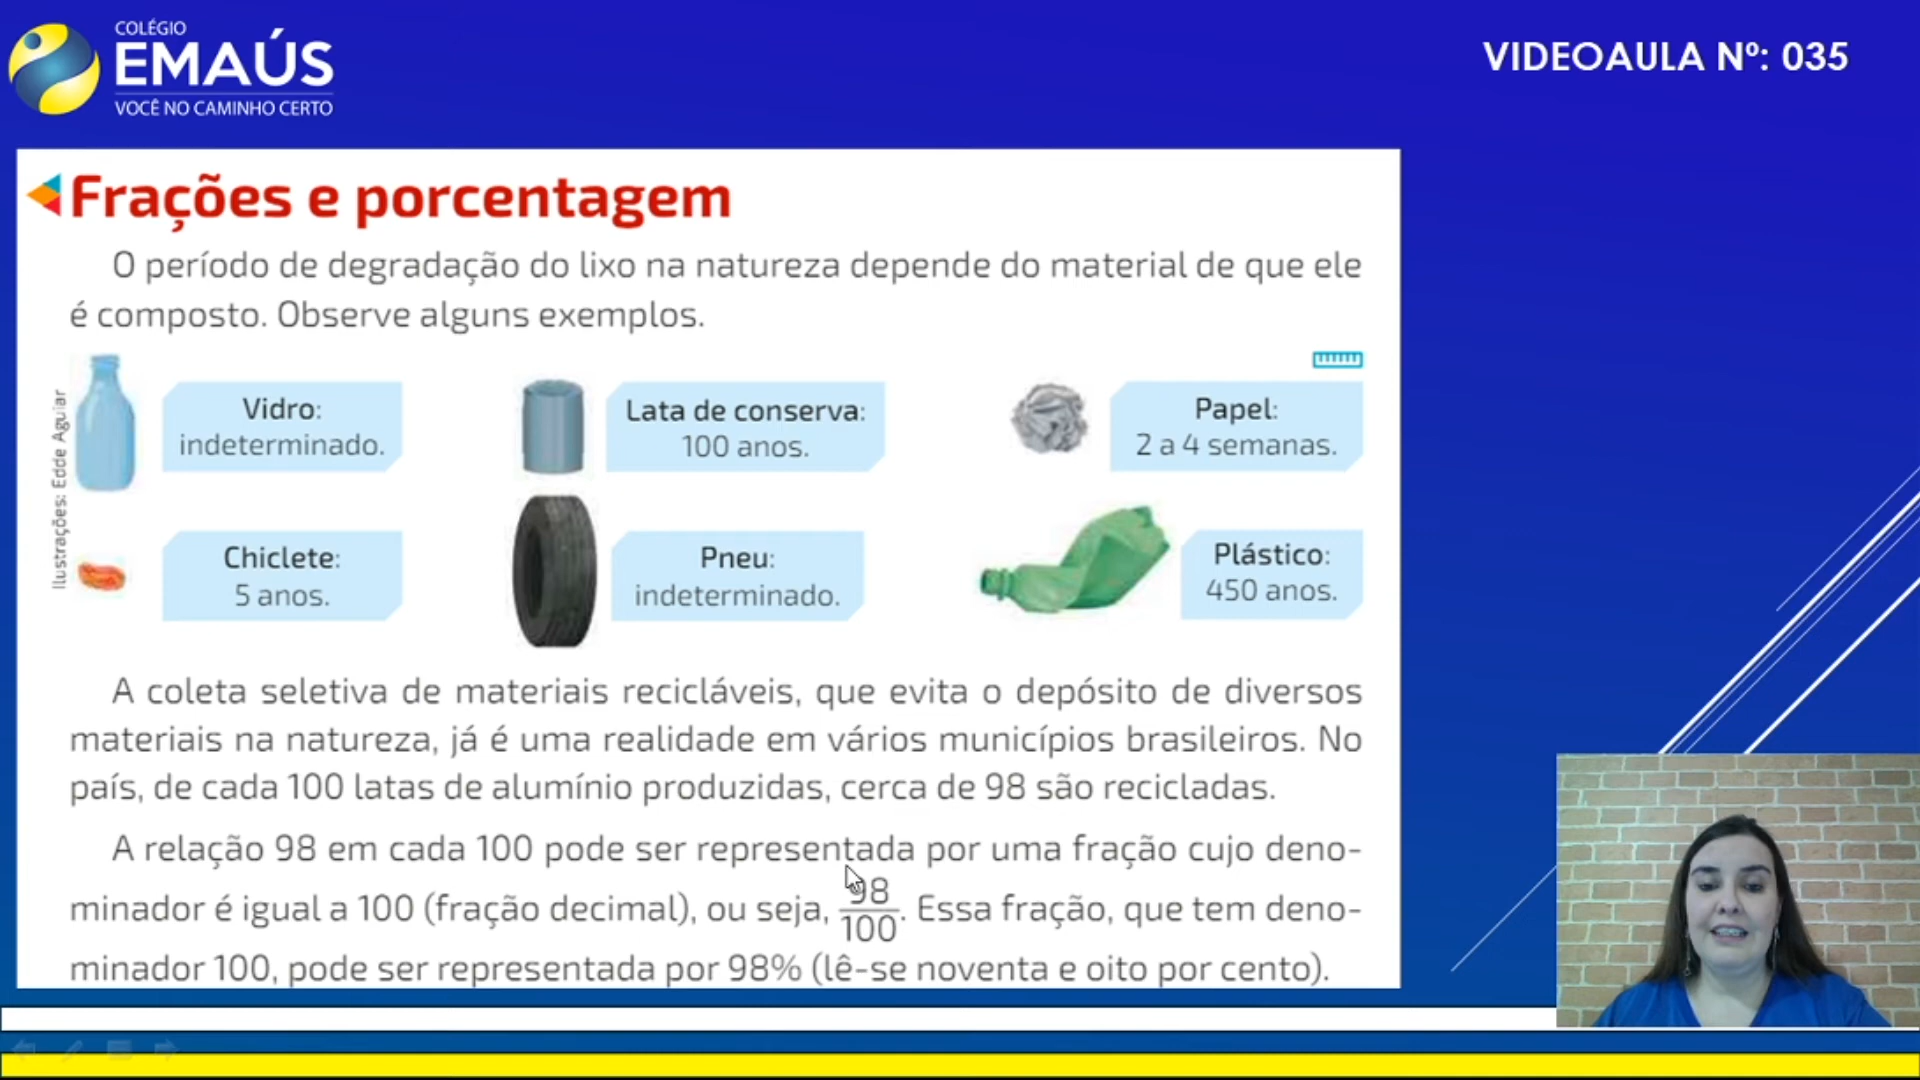 COLÉGIO
EMAÚS
VOCÊ NO CAMINHO CERTO
VIDEOAULA Nº: 035
Frações e porcentagem
O período de degradação do lixo na natureza depende do material de que ele
é composto. Observe alguns exemplos.
Ilustrações: Edde Aguiar
Vidro:
indeterminado.
Lata de conserva:
100 anos.
Papel:
2 a 4 semanas.
Chiclete:
5 anos.
Pneu:
indeterminado.
Plástico:
450 anos.
A coleta seletiva de materiais recicláveis, que evita o depósito de diversos
materiais na natureza, já é uma realidade em vários municípios brasileiros. No
país, de cada 100 latas de alumínio produzidas, cerca de 98 são recicladas.
A relação 98 em cada 100 pode ser representada por uma fração cujo deno-
minador é igual a 100 (fração decimal), ou seja, 98/100. Essa fração, que tem deno-
minador 100, pode ser representada por 98% (lê-se noventa e oito por cento).